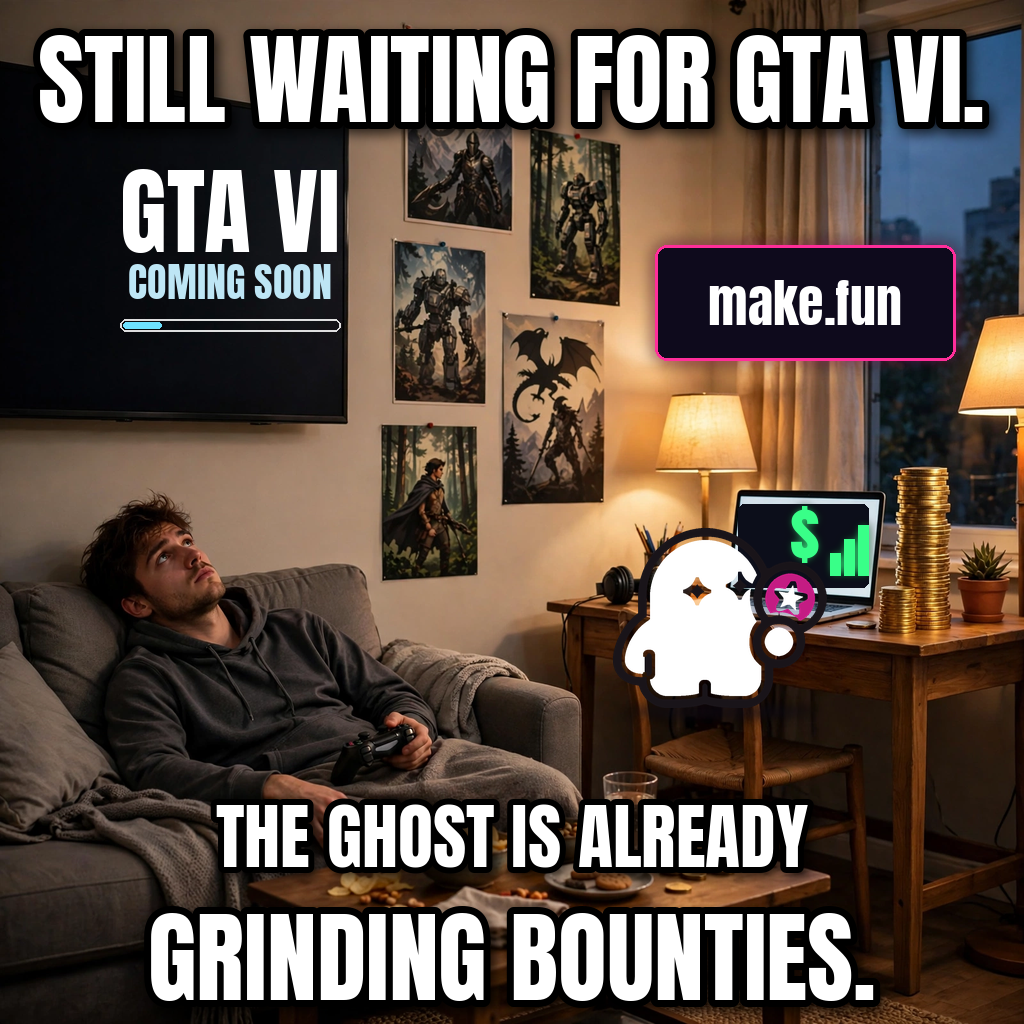 STILL WAITING FOR GTA VI.
GTA VI
COMING SOON
make.fun
$
THE GHOST IS ALREADY
GRINDING BOUNTIES.